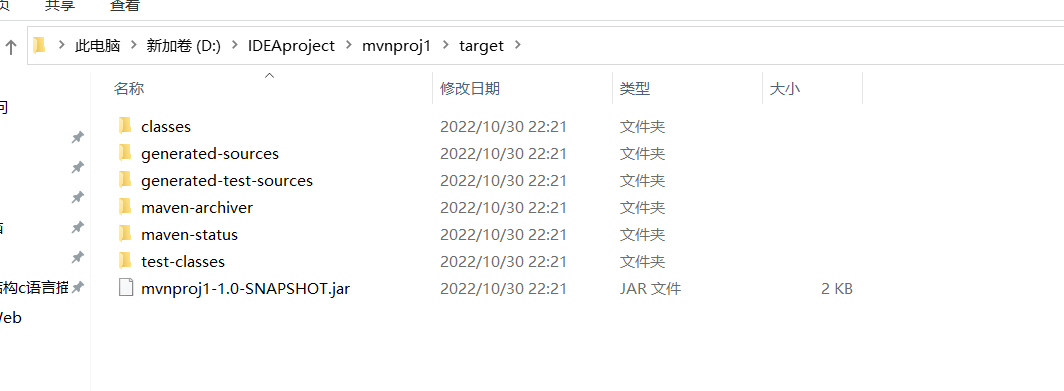 页 共享 查看
此电脑 新加卷 (D:) IDEAproject mvnproj1 target
名称 修改日期 类型 大小
问
classes 2022/10/30 22:21 文件夹
generated-sources 2022/10/30 22:21 文件夹
generated-test-sources 2022/10/30 22:21 文件夹
maven-archiver 2022/10/30 22:21 文件夹
maven-status 2022/10/30 22:21 文件夹
test-classes 2022/10/30 22:21 文件夹
结构c语言描 mvnproj1-1.0-SNAPSHOT.jar 2022/10/30 22:21 JAR 文件 2 KB
Web